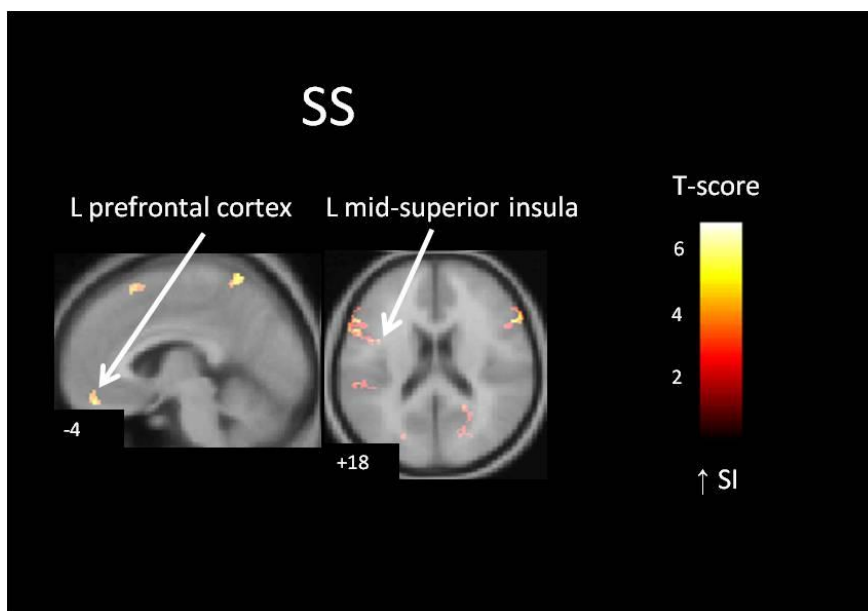 SS
L prefrontal cortex
L mid-superior insula
T-score
6
4
2
-4
+18
↑ SI